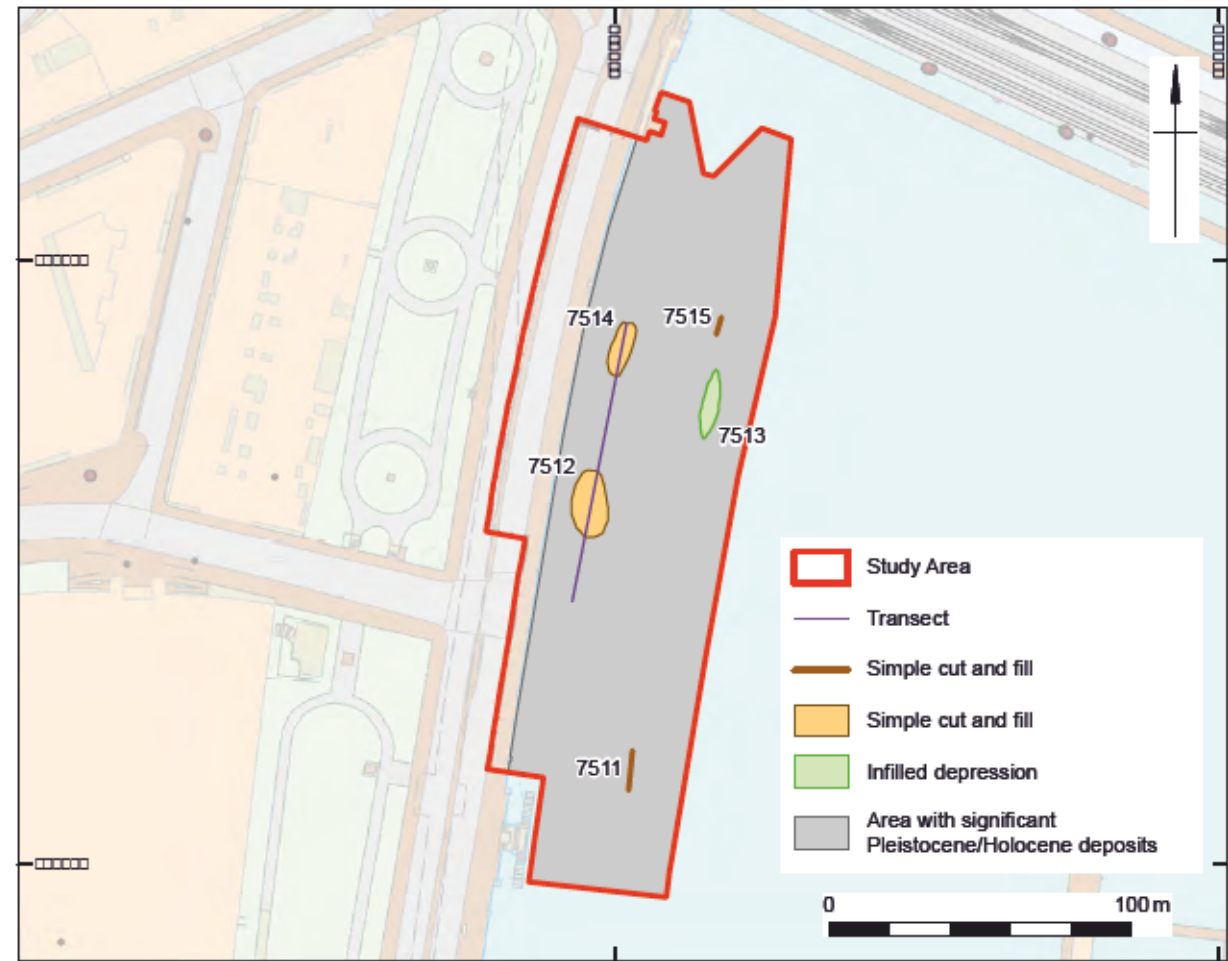 7514
7515
7513
7512
7511
Study Area
Transect
Simple cut and fill
Simple cut and fill
Infilled depression
Area with significant
Pleistocene/Holocene deposits
0 100 m